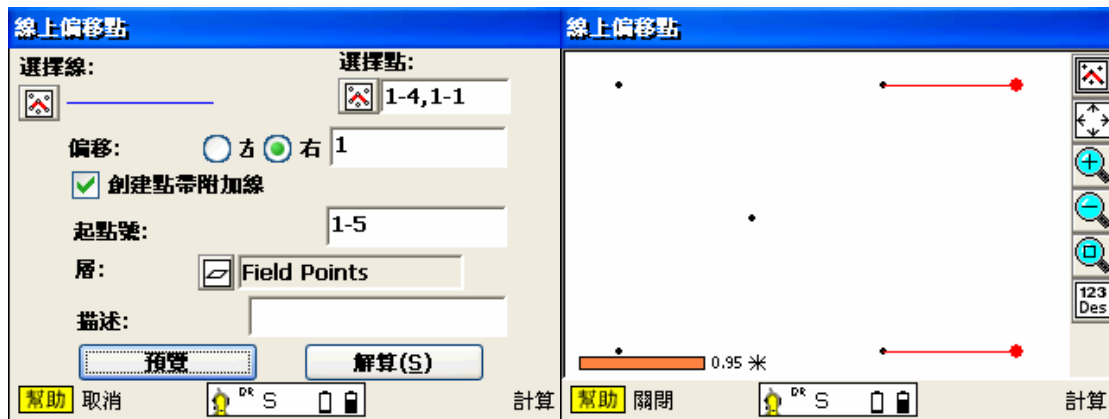 線上偏移點
選擇線:
選擇點:
1-4,1-1
偏移:
左
右
1
創建點帶附加線
起點號:
1-5
層:
Field Points
描述:
預覽
解算(S)
幫助 取消
DR S
計算
線上偏移點
0.95 米
123
Des
幫助 關閉
DR S
計算